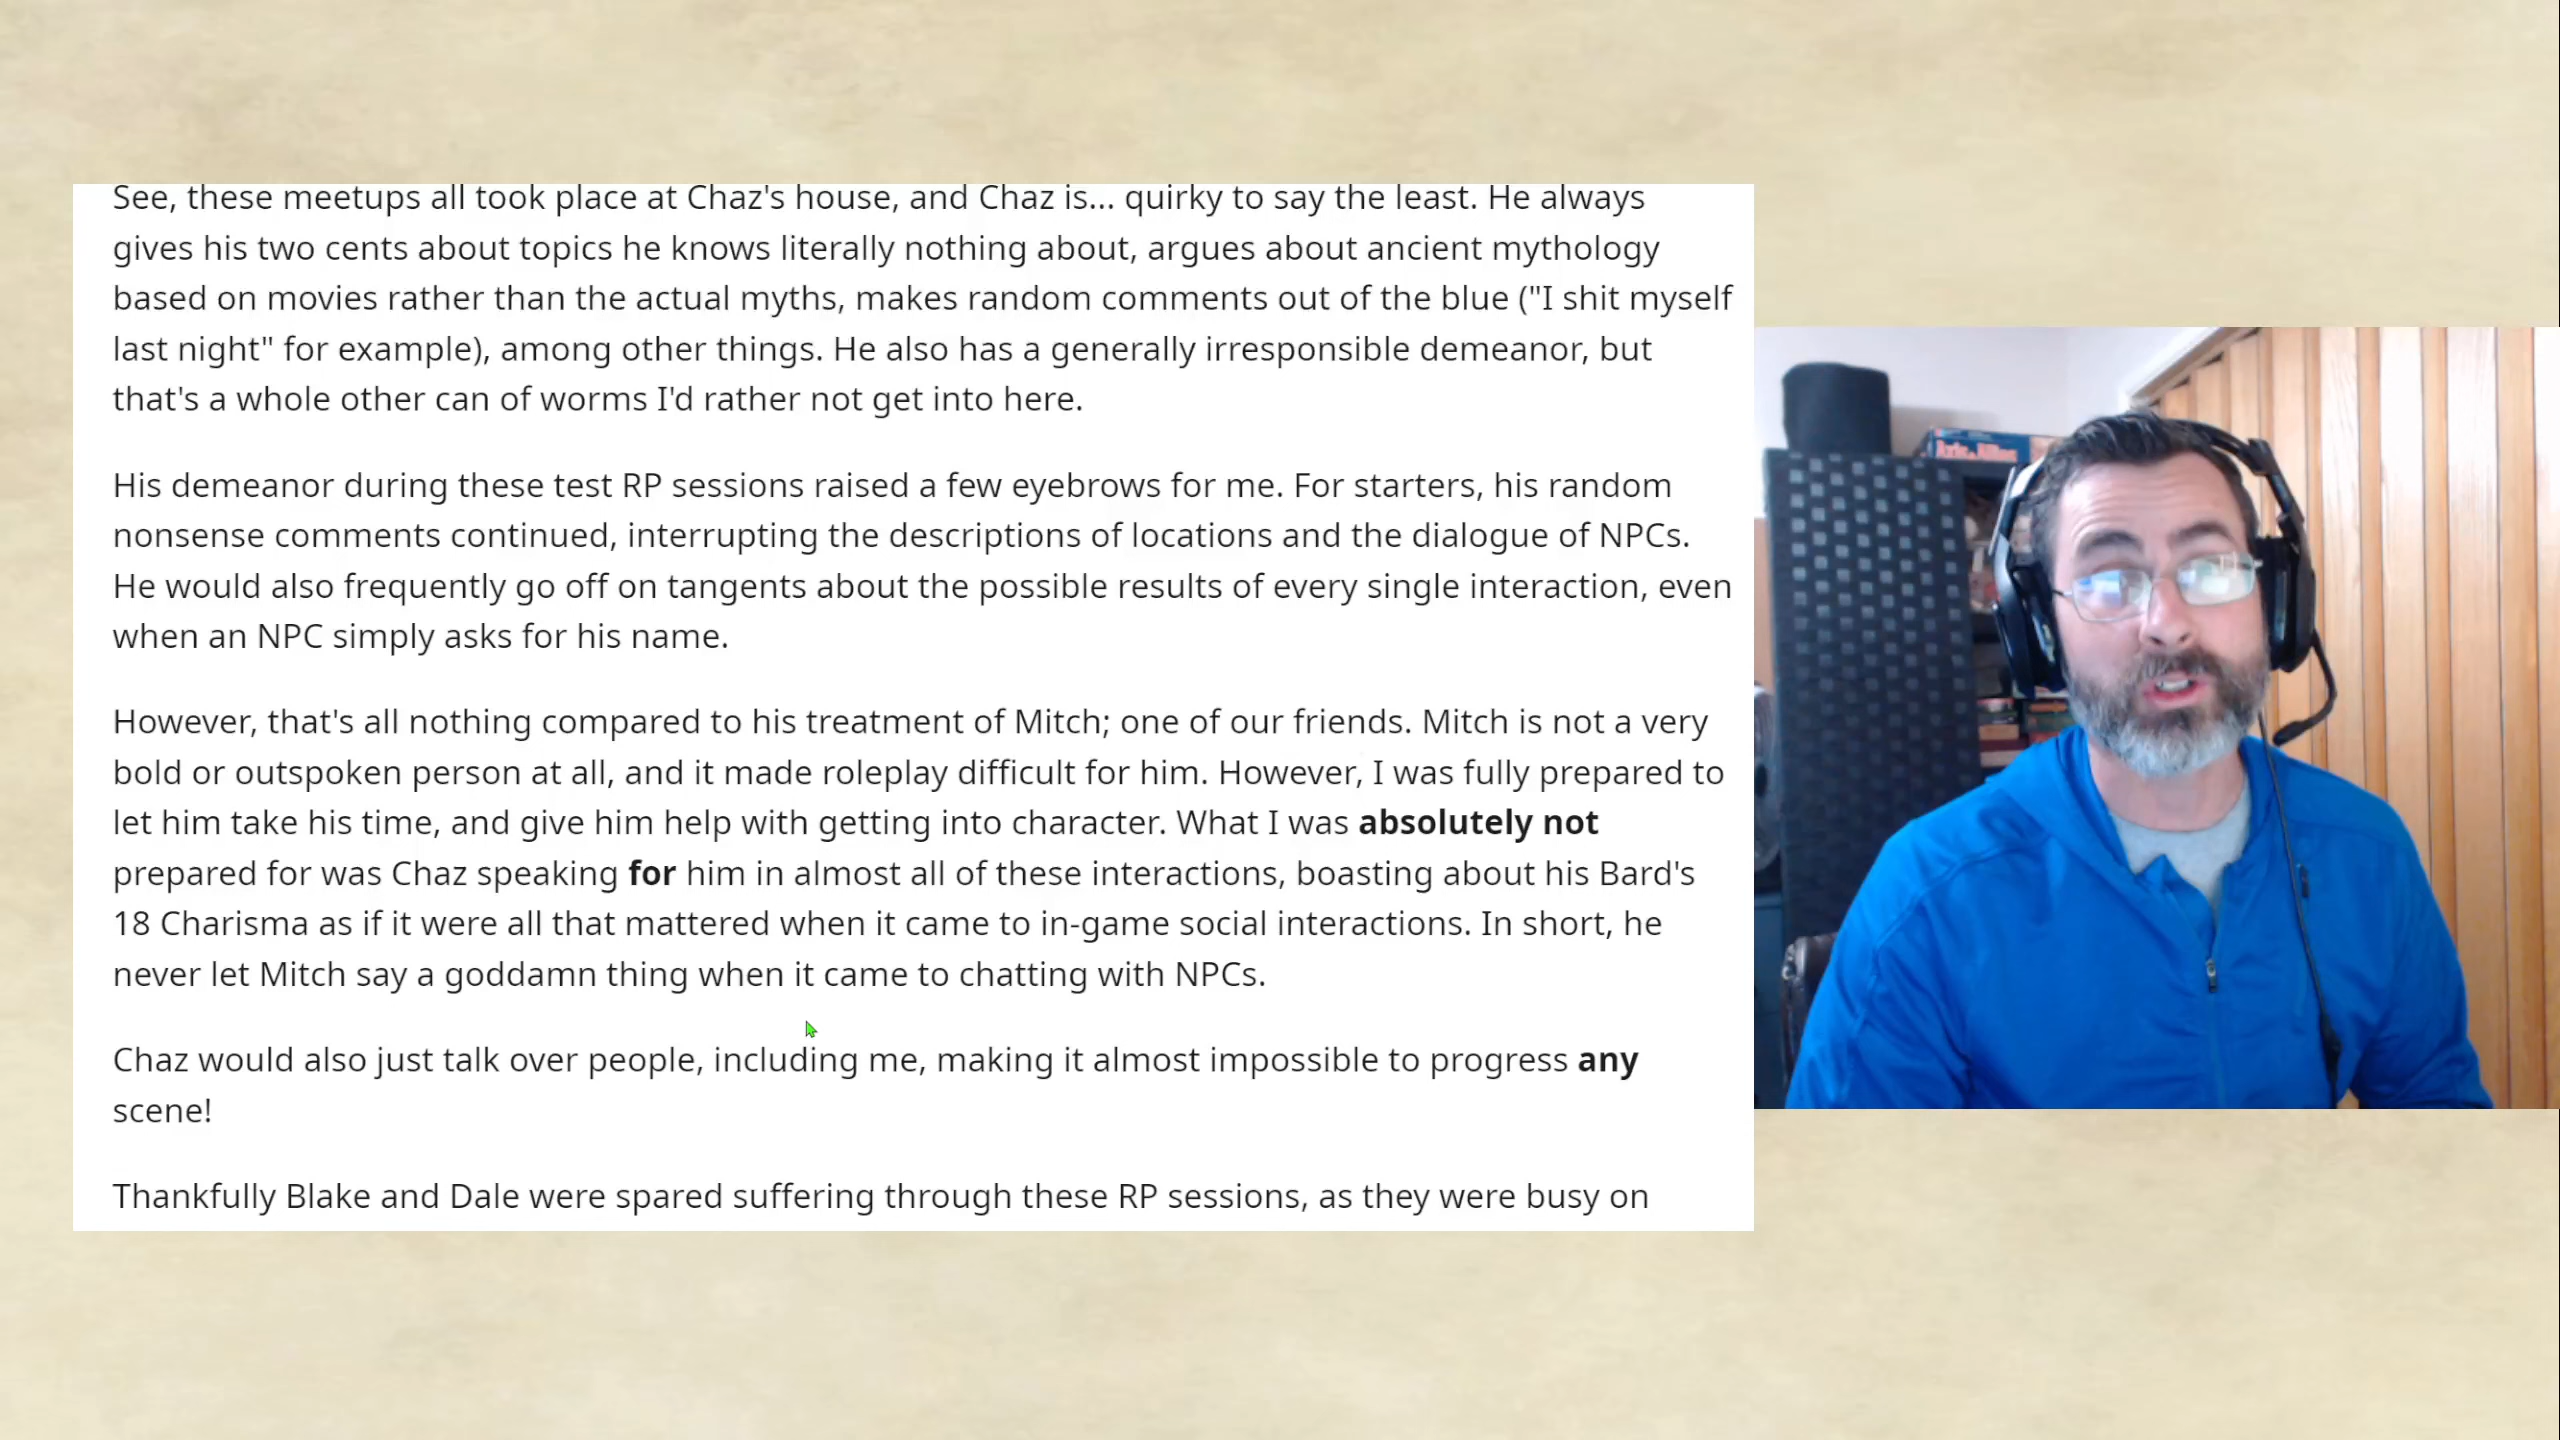 See, these meetups all took place at Chaz's house, and Chaz is... quirky to say the least. He always
gives his two cents about topics he knows literally nothing about, argues about ancient mythology
based on movies rather than the actual myths, makes random comments out of the blue ("I shit myself
last night" for example), among other things. He also has a generally irresponsible demeanor, but
that's a whole other can of worms I'd rather not get into here.
His demeanor during these test RP sessions raised a few eyebrows for me. For starters, his random
nonsense comments continued, interrupting the descriptions of locations and the dialogue of NPCs.
He would also frequently go off on tangents about the possible results of every single interaction, even
when an NPC simply asks for his name.
However, that's all nothing compared to his treatment of Mitch; one of our friends. Mitch is not a very
bold or outspoken person at all, and it made roleplay difficult for him. However, I was fully prepared to
let him take his time, and give him help with getting into character. What I was absolutely not
prepared for was Chaz speaking for him in almost all of these interactions, boasting about his Bard's
18 Charisma as if it were all that mattered when it came to in-game social interactions. In short, he
never let Mitch say a goddamn thing when it came to chatting with NPCs.
Chaz would also just talk over people, including me, making it almost impossible to progress any
scene!
Thankfully Blake and Dale were spared suffering through these RP sessions, as they were busy on
Axis & Allies